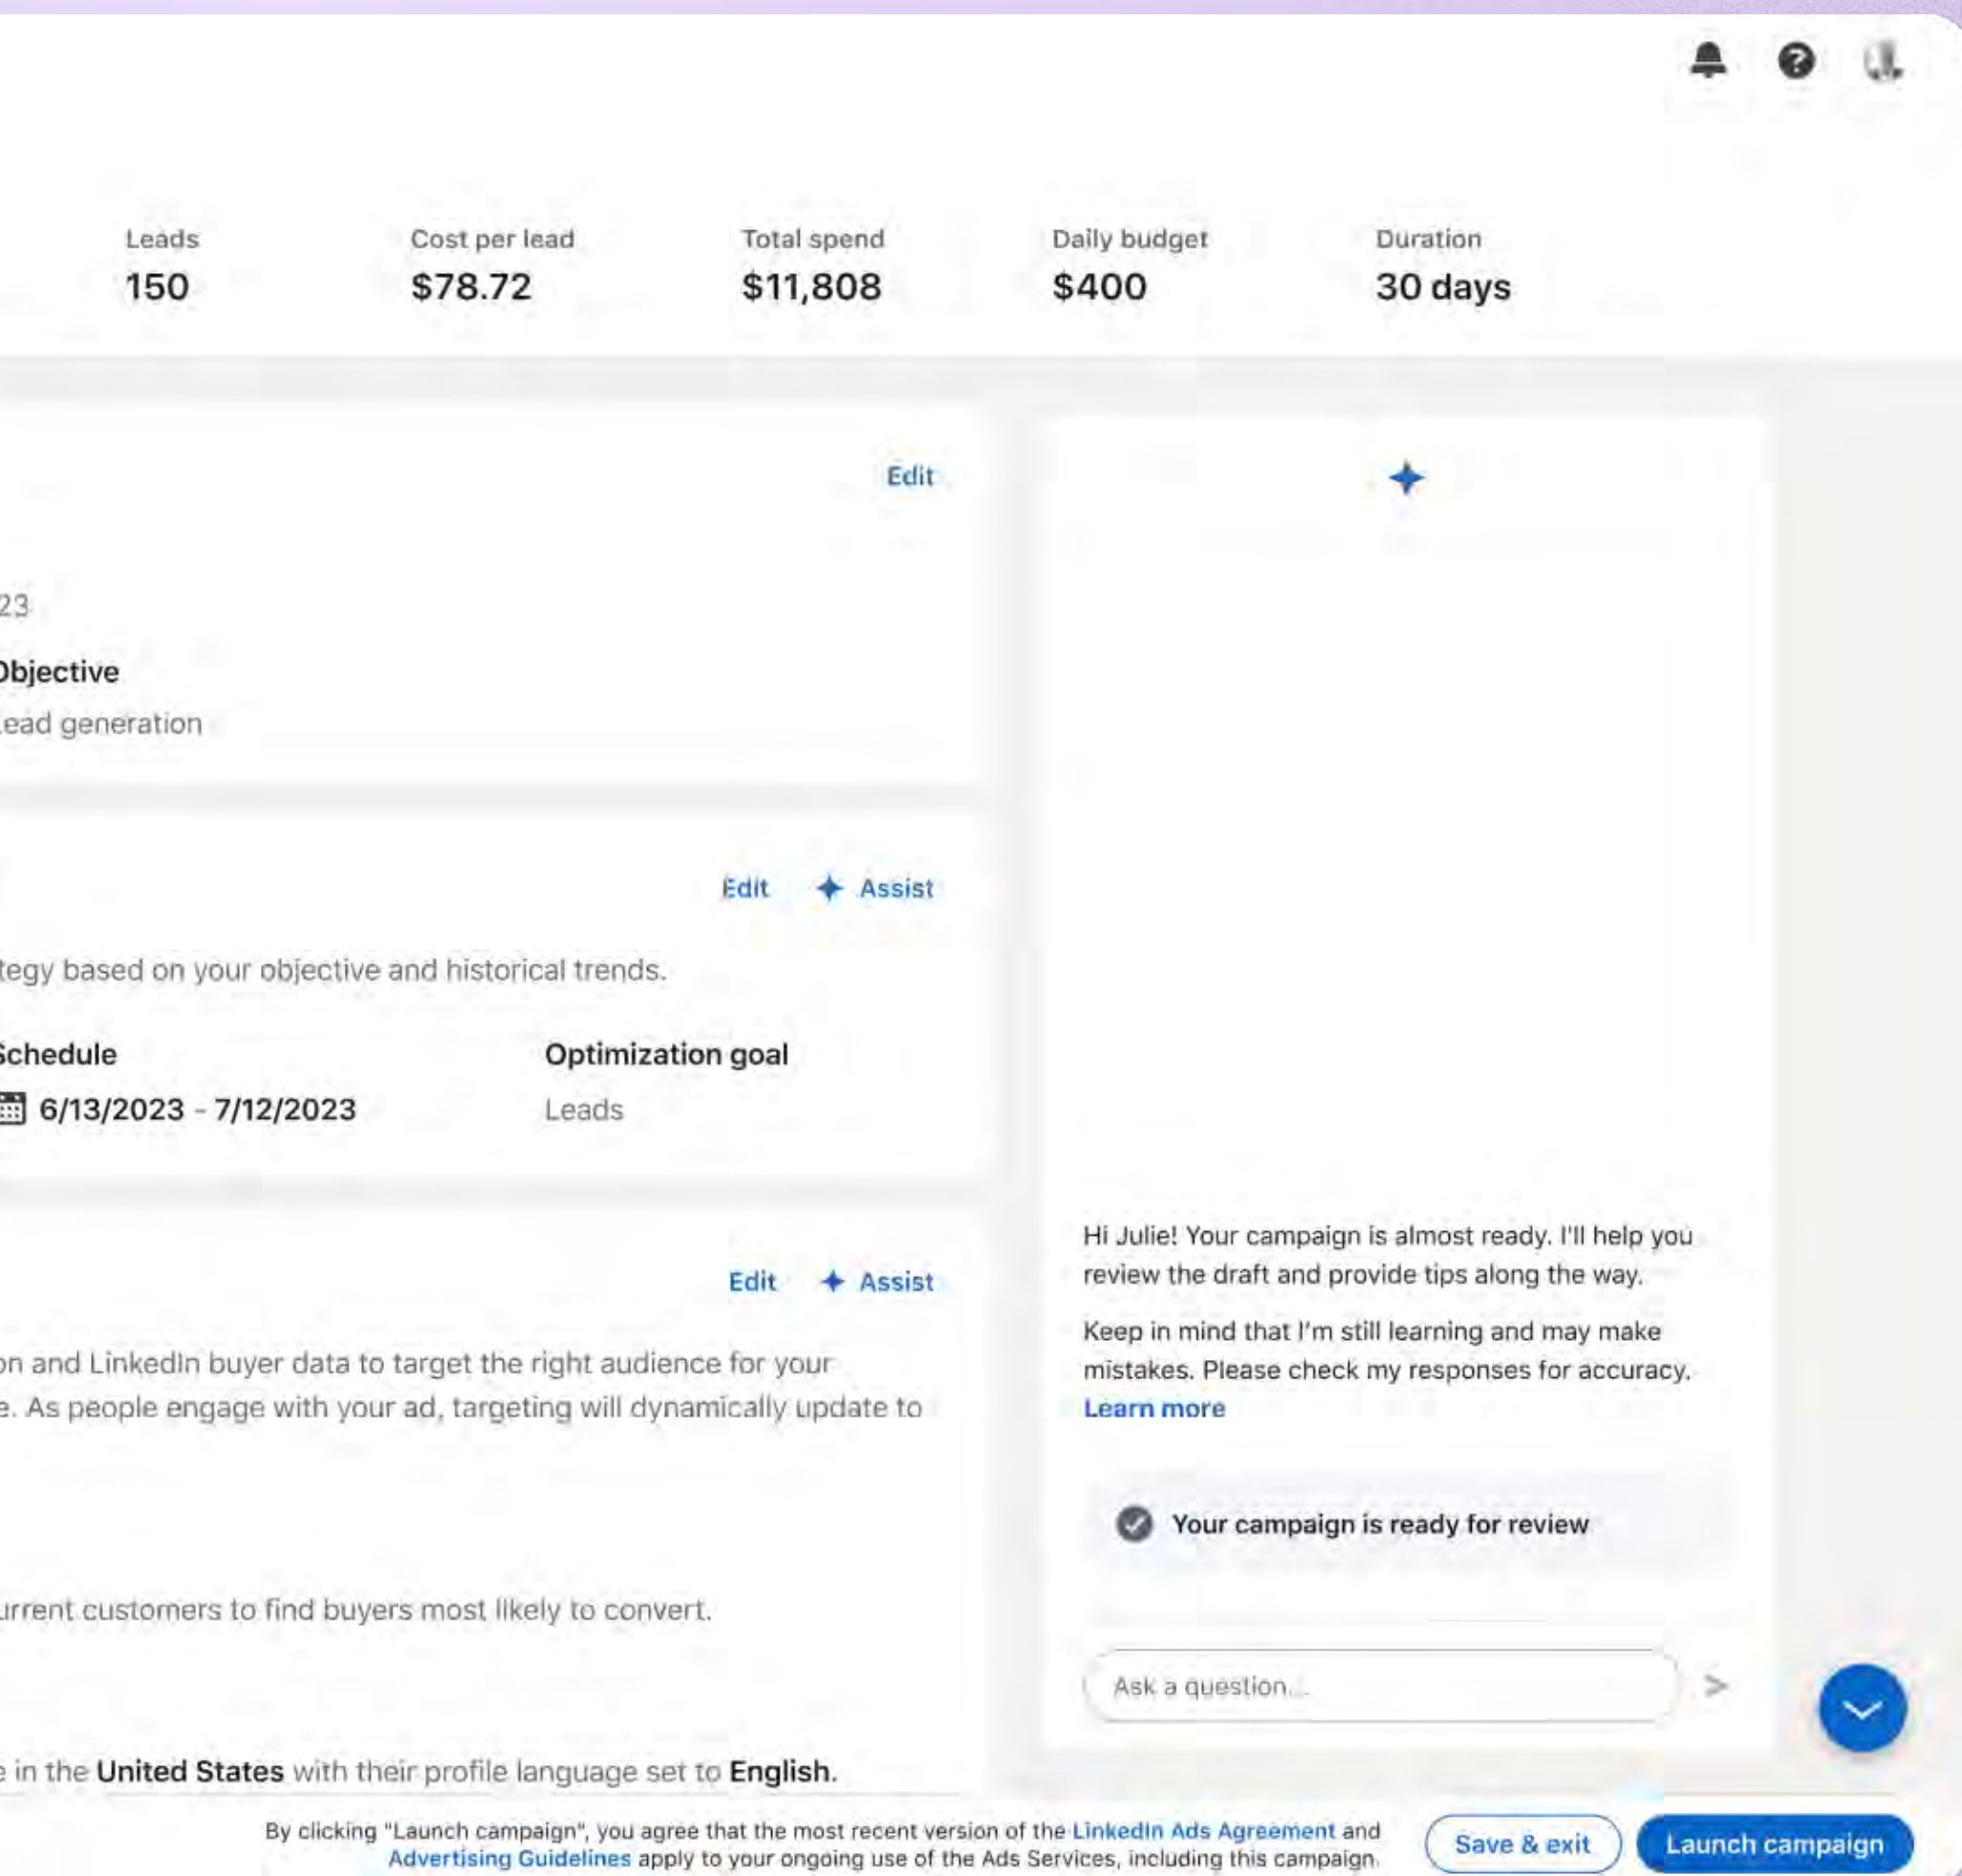 Leads
150
Cost per lead
$78.72
Total spend
$11,808
Daily budget
$400
Duration
30 days
Edit
23
Objective
Lead generation
Edit
Assist
tegy based on your objective and historical trends.
Schedule
6/13/2023 - 7/12/2023
Optimization goal
Leads
Edit
Assist
on and LinkedIn buyer data to target the right audience for your
e. As people engage with your ad, targeting will dynamically update to
urrent customers to find buyers most likely to convert.
e in the United States with their profile language set to English.
Hi Julie! Your campaign is almost ready. I'll help you
review the draft and provide tips along the way.
Keep in mind that I'm still learning and may make
mistakes. Please check my responses for accuracy.
Learn more
Your campaign is ready for review
Ask a question...
By clicking "Launch campaign", you agree that the most recent version of the LinkedIn Ads Agreement and
Advertising Guidelines apply to your ongoing use of the Ads Services, including this campaign.
Save & exit
Launch campaign